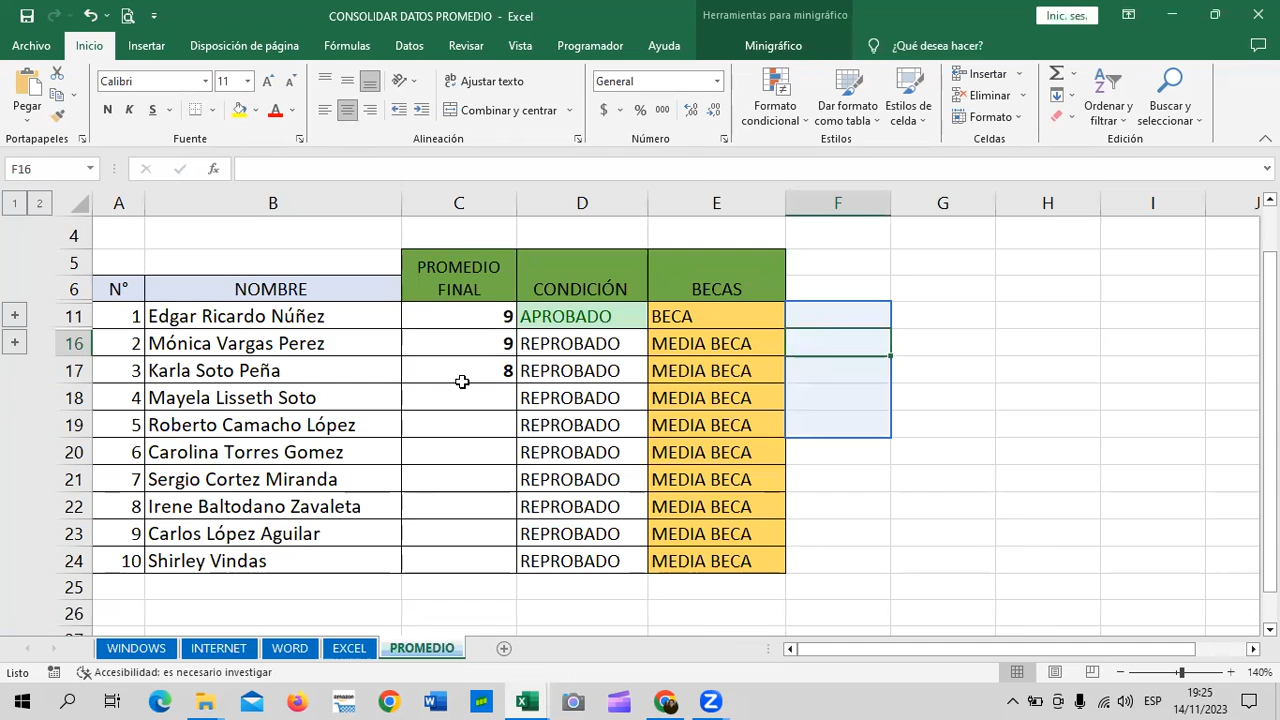 CONSOLIDAR DATOS PROMEDIO - Excel
Herramientas para minigráfico
Inic. ses.
Archivo Inicio Insertar Disposición de página Fórmulas Datos Revisar Vista Programador Ayuda Minigráfico ¿Qué desea hacer?
Pegar
Calibri 11
N K S
Ajustar texto
Combinar y centrar
General
$ % 000
Formato condicional
Dar formato como tabla
Estilos de celda
Insertar
Eliminar
Formato
Ordenar y filtrar
Buscar y seleccionar
Portapapeles Fuente Alineación Número Estilos Celdas Edición
F16 fx
1 2 A B C D E F G H I J
4
5 PROMEDIO
6 N° NOMBRE FINAL CONDICIÓN BECAS
11 1 Edgar Ricardo Núñez 9 APROBADO BECA
16 2 Mónica Vargas Perez 9 REPROBADO MEDIA BECA
17 3 Karla Soto Peña 8 REPROBADO MEDIA BECA
18 4 Mayela Lisseth Soto REPROBADO MEDIA BECA
19 5 Roberto Camacho López REPROBADO MEDIA BECA
20 6 Carolina Torres Gomez REPROBADO MEDIA BECA
21 7 Sergio Cortez Miranda REPROBADO MEDIA BECA
22 8 Irene Baltodano Zavaleta REPROBADO MEDIA BECA
23 9 Carlos López Aguilar REPROBADO MEDIA BECA
24 10 Shirley Vindas REPROBADO MEDIA BECA
25
26
27
WINDOWS INTERNET WORD EXCEL PROMEDIO
Listo Accesibilidad: es necesario investigar 140%
ESP
19:25
14/11/2023